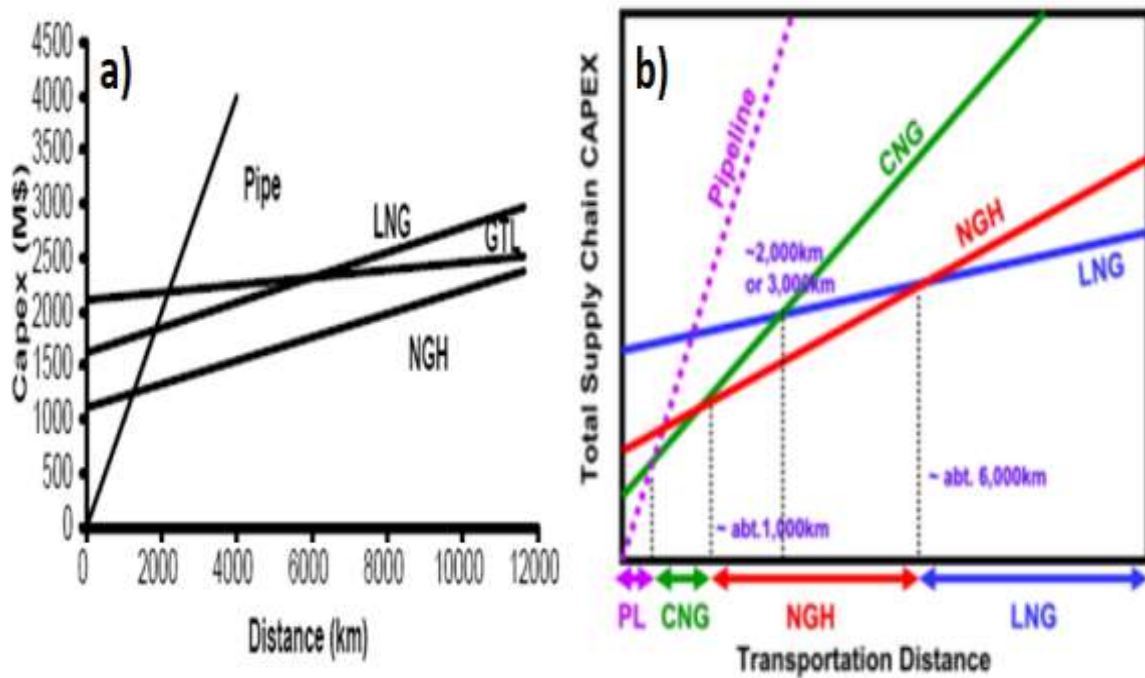 a)
4500
4000
3500
3000
2500
2000
1500
1000
500
0
Capex (M$)
Pipe
LNG
GTL
NGH
0 2000 4000 6000 8000 10000 12000
Distance (km)
b)
Total Supply Chain CAPEX
Pipeline
CNG
NGH
LNG
~2,000km
or 3,000km
~ abt. 6,000km
~ abt.1,000km
PL CNG NGH LNG
Transportation Distance